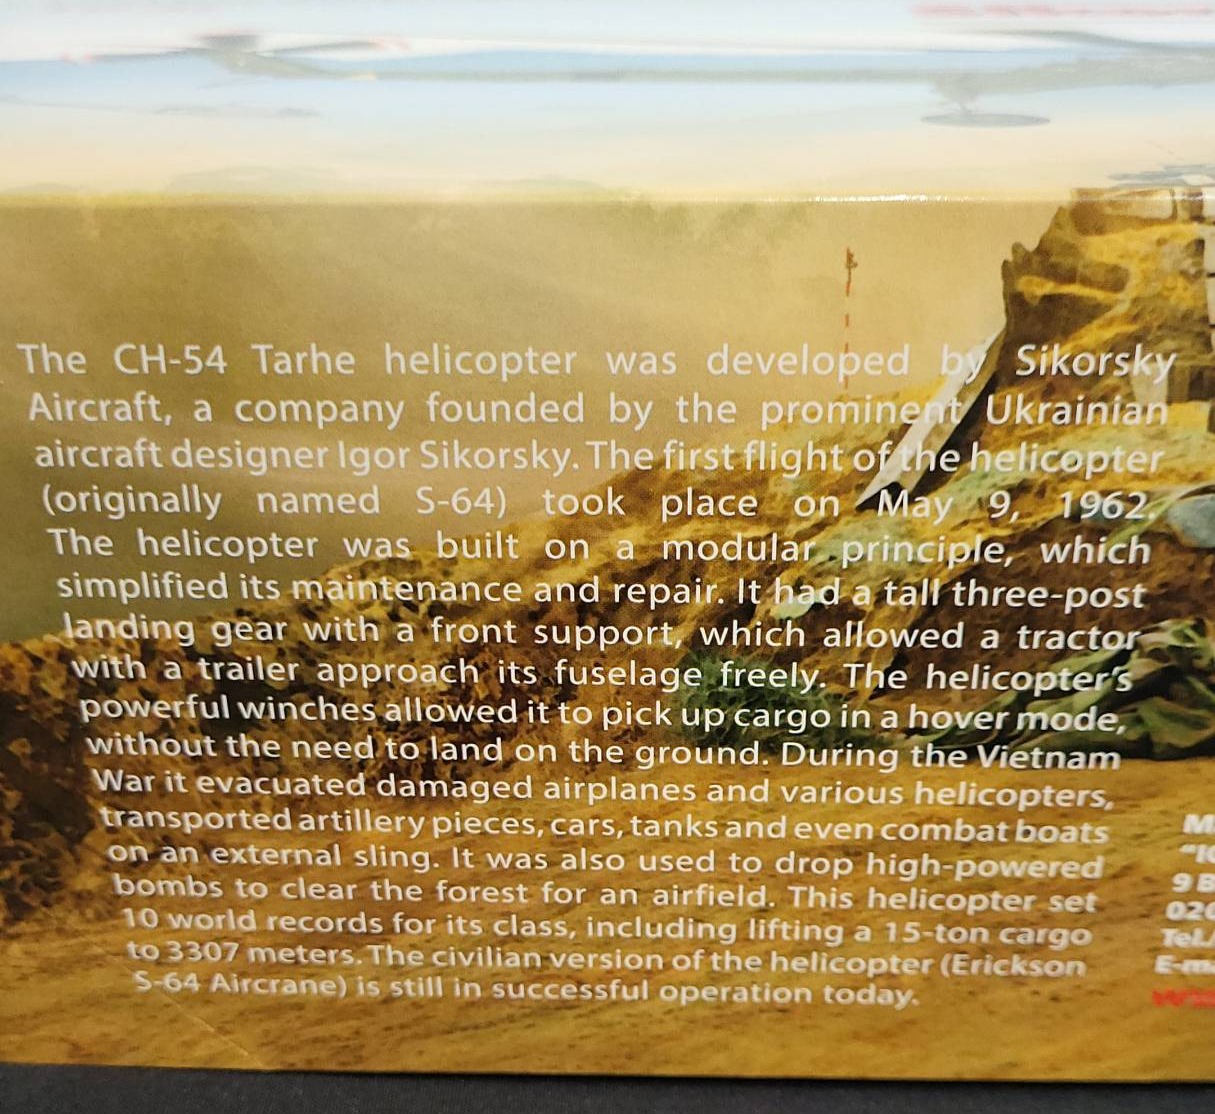 The CH-54 Tarhe helicopter was developed by Sikorsky
Aircraft, a company founded by the prominent Ukrainian
aircraft designer Igor Sikorsky. The first flight of the helicopter
(originally named S-64) took place on May 9, 1962.
The helicopter was built on a modular principle, which
simplified its maintenance and repair. It had a tall three-post
landing gear with a front support, which allowed a tractor
with a trailer approach its fuselage freely. The helicopter's
powerful winches allowed it to pick up cargo in a hover mode,
without the need to land on the ground. During the Vietnam
War it evacuated damaged airplanes and various helicopters,
transported artillery pieces, cars, tanks and even combat boats
on an external sling. It was also used to drop high-powered
bombs to clear the forest for an airfield. This helicopter set
10 world records for its class, including lifting a 15-ton cargo
to 3307 meters. The civilian version of the helicopter (Erickson
S-64 Aircrane) is still in successful operation today.
9 B
020
Tel./